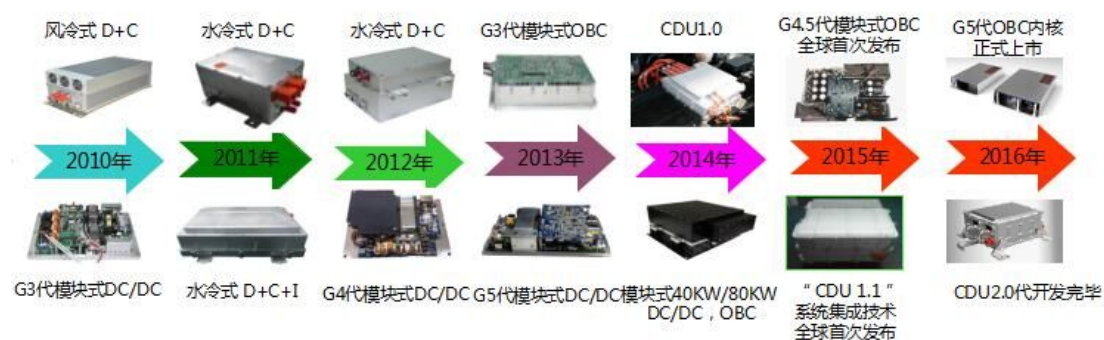 风冷式 D+C
水冷式 D+C
水冷式 D+C
G3代模块式OBC
CDU1.0
G4.5代模块式OBC
全球首次发布
G5代OBC内核
正式上市
2010年
2011年
2012年
2013年
2014年
2015年
2016年
G3代模块式DC/DC
水冷式 D+C+I
G4代模块式DC/DC
G5代模块式DC/DC
模块式40KW/80KW
DC/DC，OBC
“ CDU 1.1 ”
系统集成技术
全球首次发布
CDU2.0代开发完毕